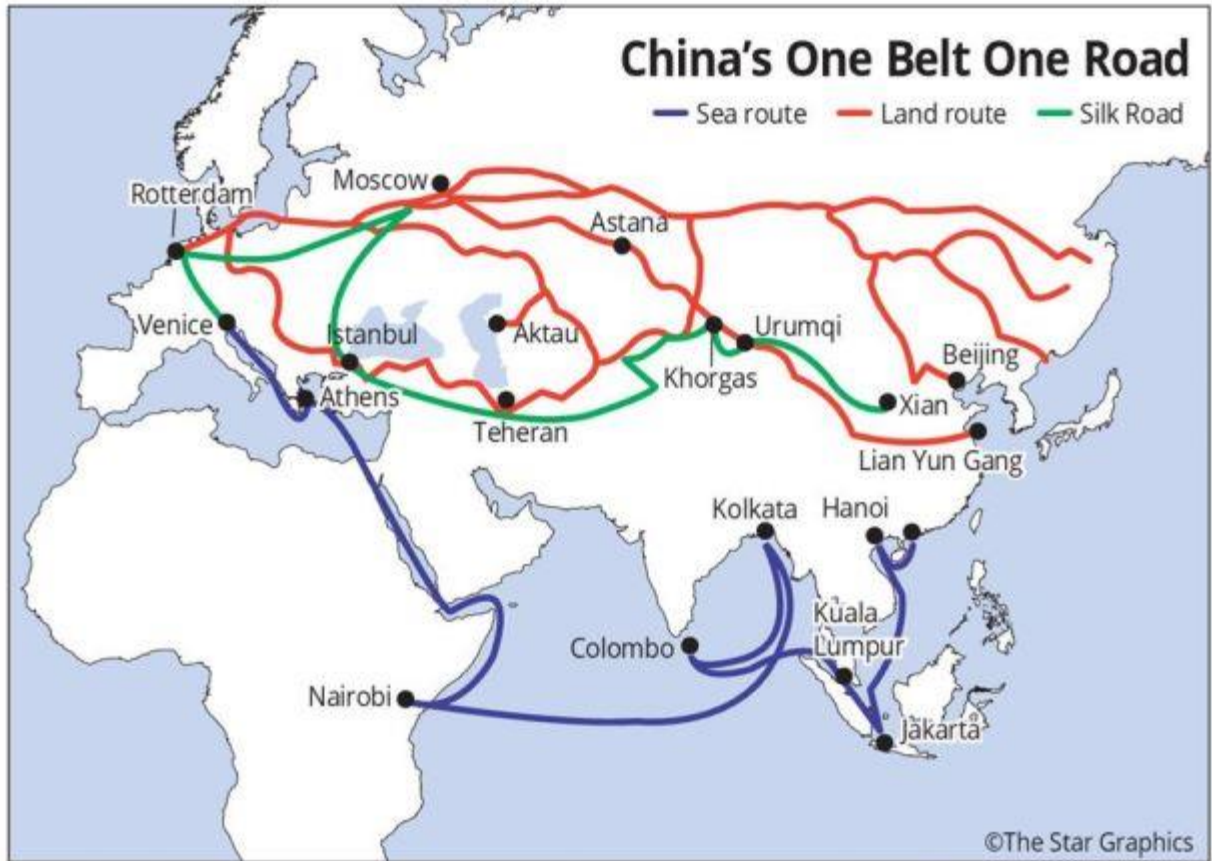 China's One Belt One Road
Sea route Land route Silk Road
Moscow
Rotterdam
Astana
Venice
Istanbul
Aktau
Urumqi
Khorgas
Beijing
Athens
Xian
Teheran
Lian Yun Gang
Kolkata
Hanoi
Kuala
Lumpur
Colombo
Nairobi
Jakarta
©The Star Graphics